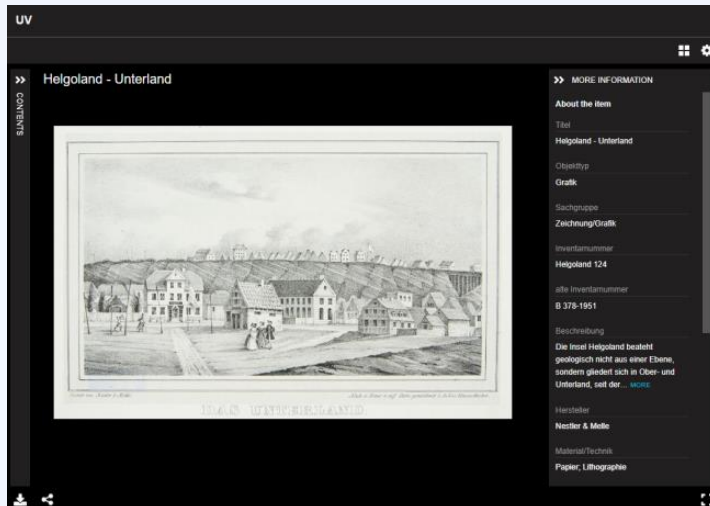 UV
CONTENTS
Helgoland - Unterland
DAS UNTERLAND.
MORE INFORMATION
About the item
Titel
Helgoland - Unterland
Objekttyp
Grafik
Sachgruppe
Zeichnung/Grafik
Inventarnummer
Helgoland 124
alte Inventarnummer
B 378-1951
Beschreibung
Die Insel Helgoland beateht
geologisch nicht aus einer Ebene,
sondern gliedert sich in Ober- und
Unterland, seit der... MORE
Hersteller
Nestler & Melle
Material/Technik
Papier; Lithographie